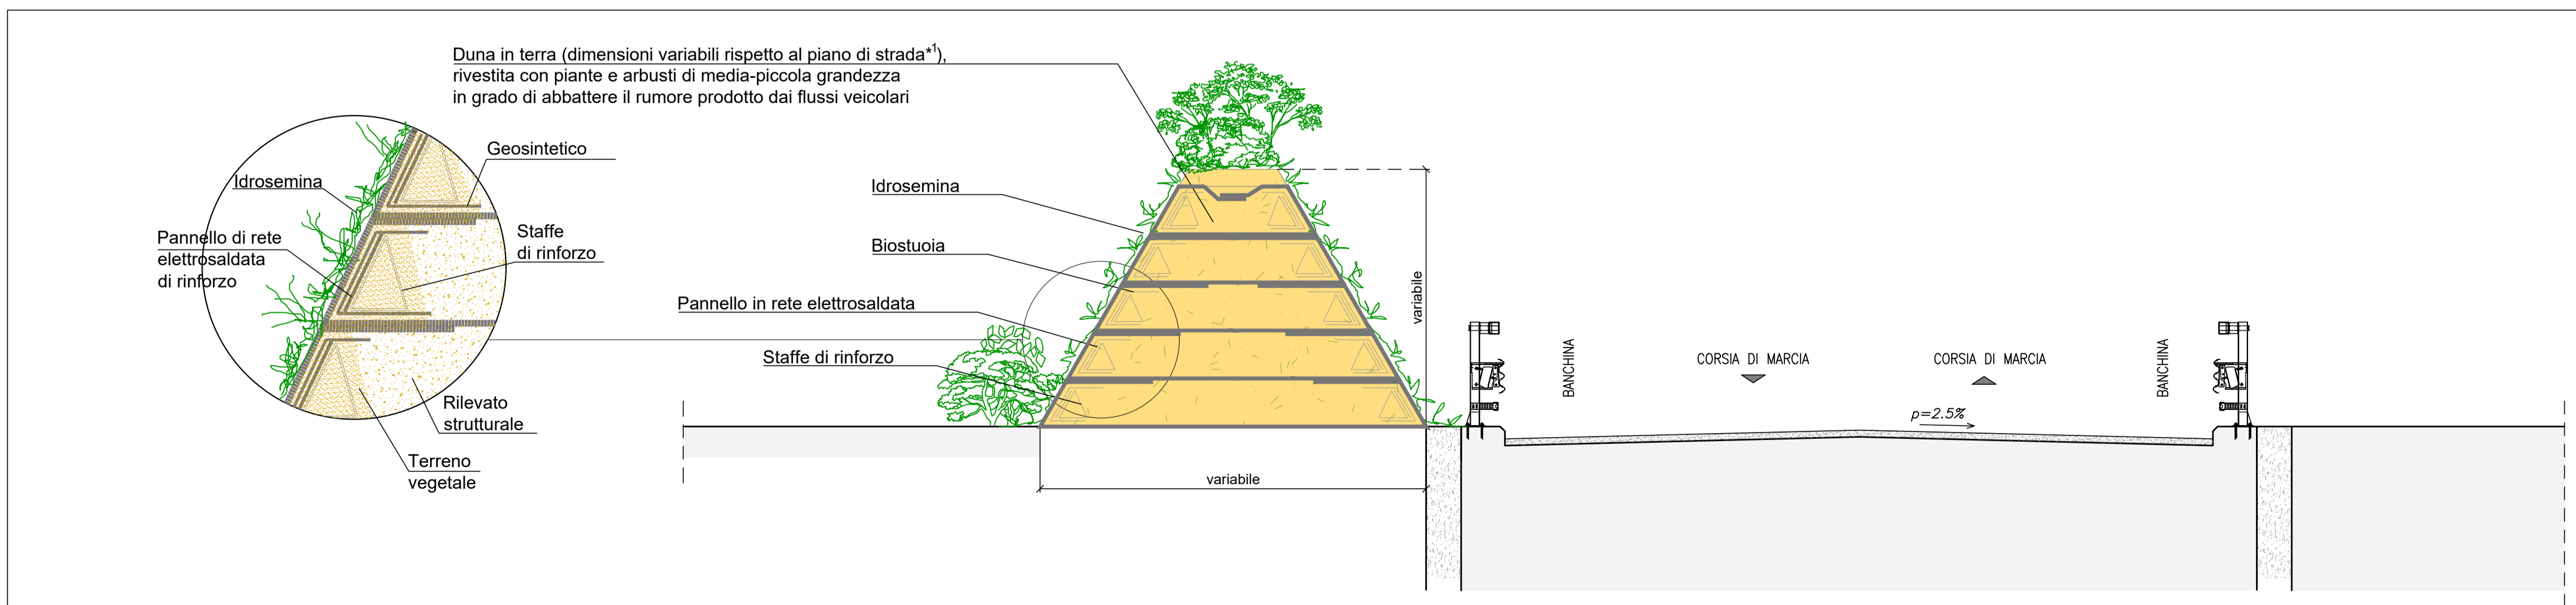 Duna in terra (dimensioni variabili rispetto al piano di strada*1),
rivestita con piante e arbusti di media-piccola grandezza
in grado di abbattere il rumore prodotto dai flussi veicolari
Geosintetico
Idrosemina
Pannello di rete
elettrosaldata
di rinforzo
Staffe
di rinforzo
Rilevato
strutturale
Terreno
vegetale
Idrosemina
Biostuoia
Pannello in rete elettrosaldata
Staffe di rinforzo
variabile
variabile
BANCHINA
CORSIA DI MARCIA
CORSIA DI MARCIA
BANCHINA
p=2.5%